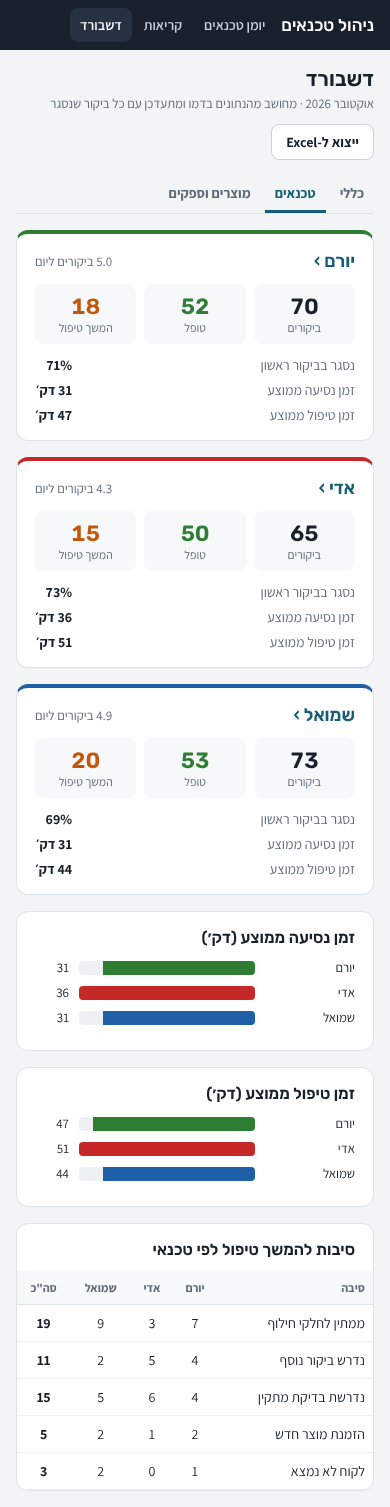 ניהול טכנאים יומן טכנאים קריאות דשבורד
דשבורד
אוקטובר 2026 · מחושב מהנתונים בדמו ומתעדכן עם כל ביקור שנסגר
ייצוא ל-Excel
כללי טכנאים מוצרים וספקים
יורם › 5.0 ביקורים ליום
70 52 18
ביקורים טופל המשך טיפול
נסגר בביקור ראשון 71%
זמן נסיעה ממוצע 31 דק׳
זמן טיפול ממוצע 47 דק׳
אדי › 4.3 ביקורים ליום
65 50 15
ביקורים טופל המשך טיפול
נסגר בביקור ראשון 73%
זמן נסיעה ממוצע 36 דק׳
זמן טיפול ממוצע 51 דק׳
שמואל › 4.9 ביקורים ליום
73 53 20
ביקורים טופל המשך טיפול
נסגר בביקור ראשון 69%
זמן נסיעה ממוצע 31 דק׳
זמן טיפול ממוצע 44 דק׳
זמן נסיעה ממוצע (דק׳)
יורם 31
אדי 36
שמואל 31
זמן טיפול ממוצע (דק׳)
יורם 47
אדי 51
שמואל 44
סיבות להמשך טיפול לפי טכנאי
סיבה יורם אדי שמואל סה"כ
ממתין לחלקי חילוף 7 3 9 19
נדרש ביקור נוסף 4 5 2 11
נדרשת בדיקת מתקין 4 6 5 15
הזמנת מוצר חדש 2 1 2 5
לקוח לא נמצא 1 0 2 3